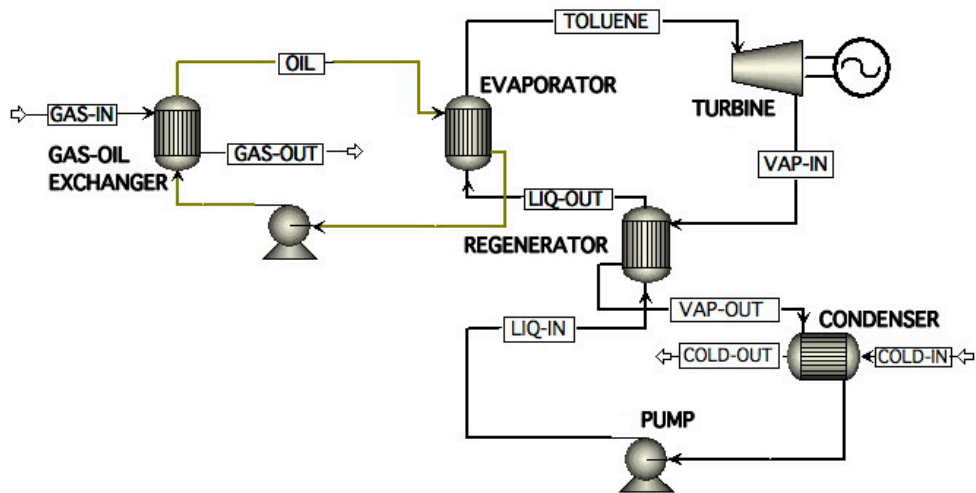 TOLUENE
OIL
EVAPORATOR
TURBINE
GAS-IN
GAS-OUT
GAS-OIL
EXCHANGER
VAP-IN
LIQ-OUT
REGENERATOR
VAP-OUT
CONDENSER
LIQ-IN
COLD-OUT
COLD-IN
PUMP